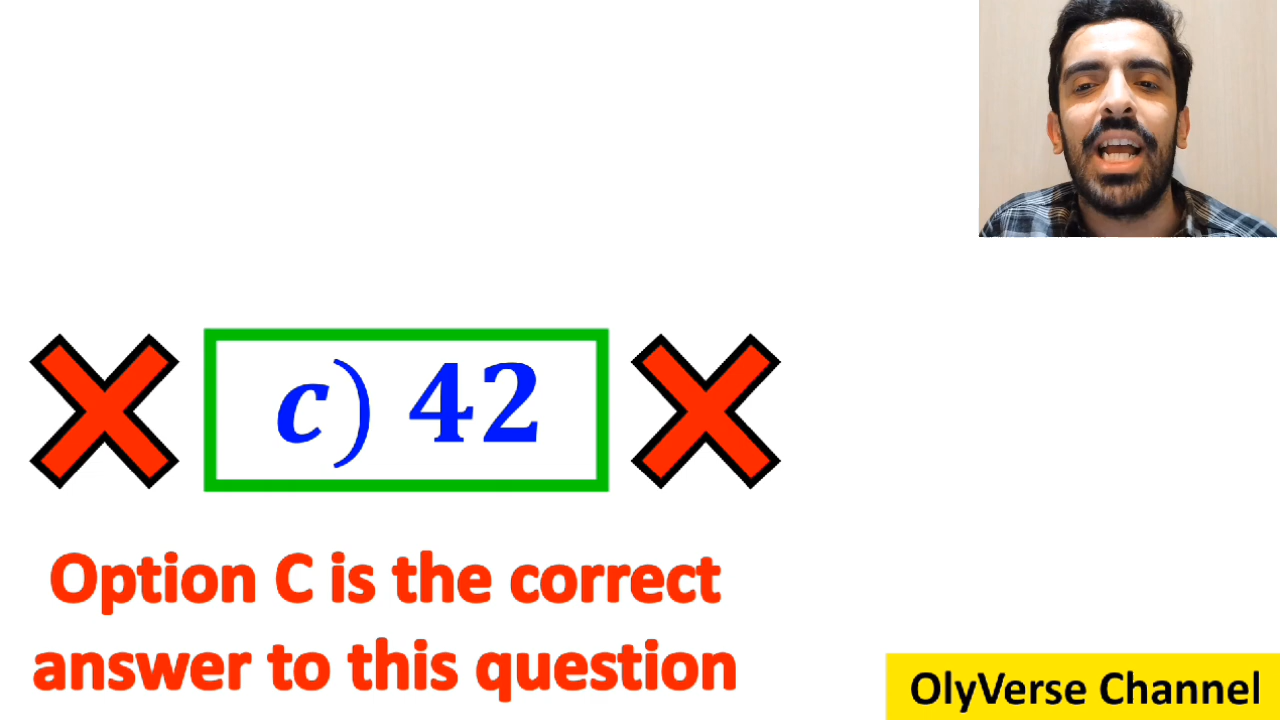 c) 42
Option C is the correct
answer to this question
OlyVerse Channel